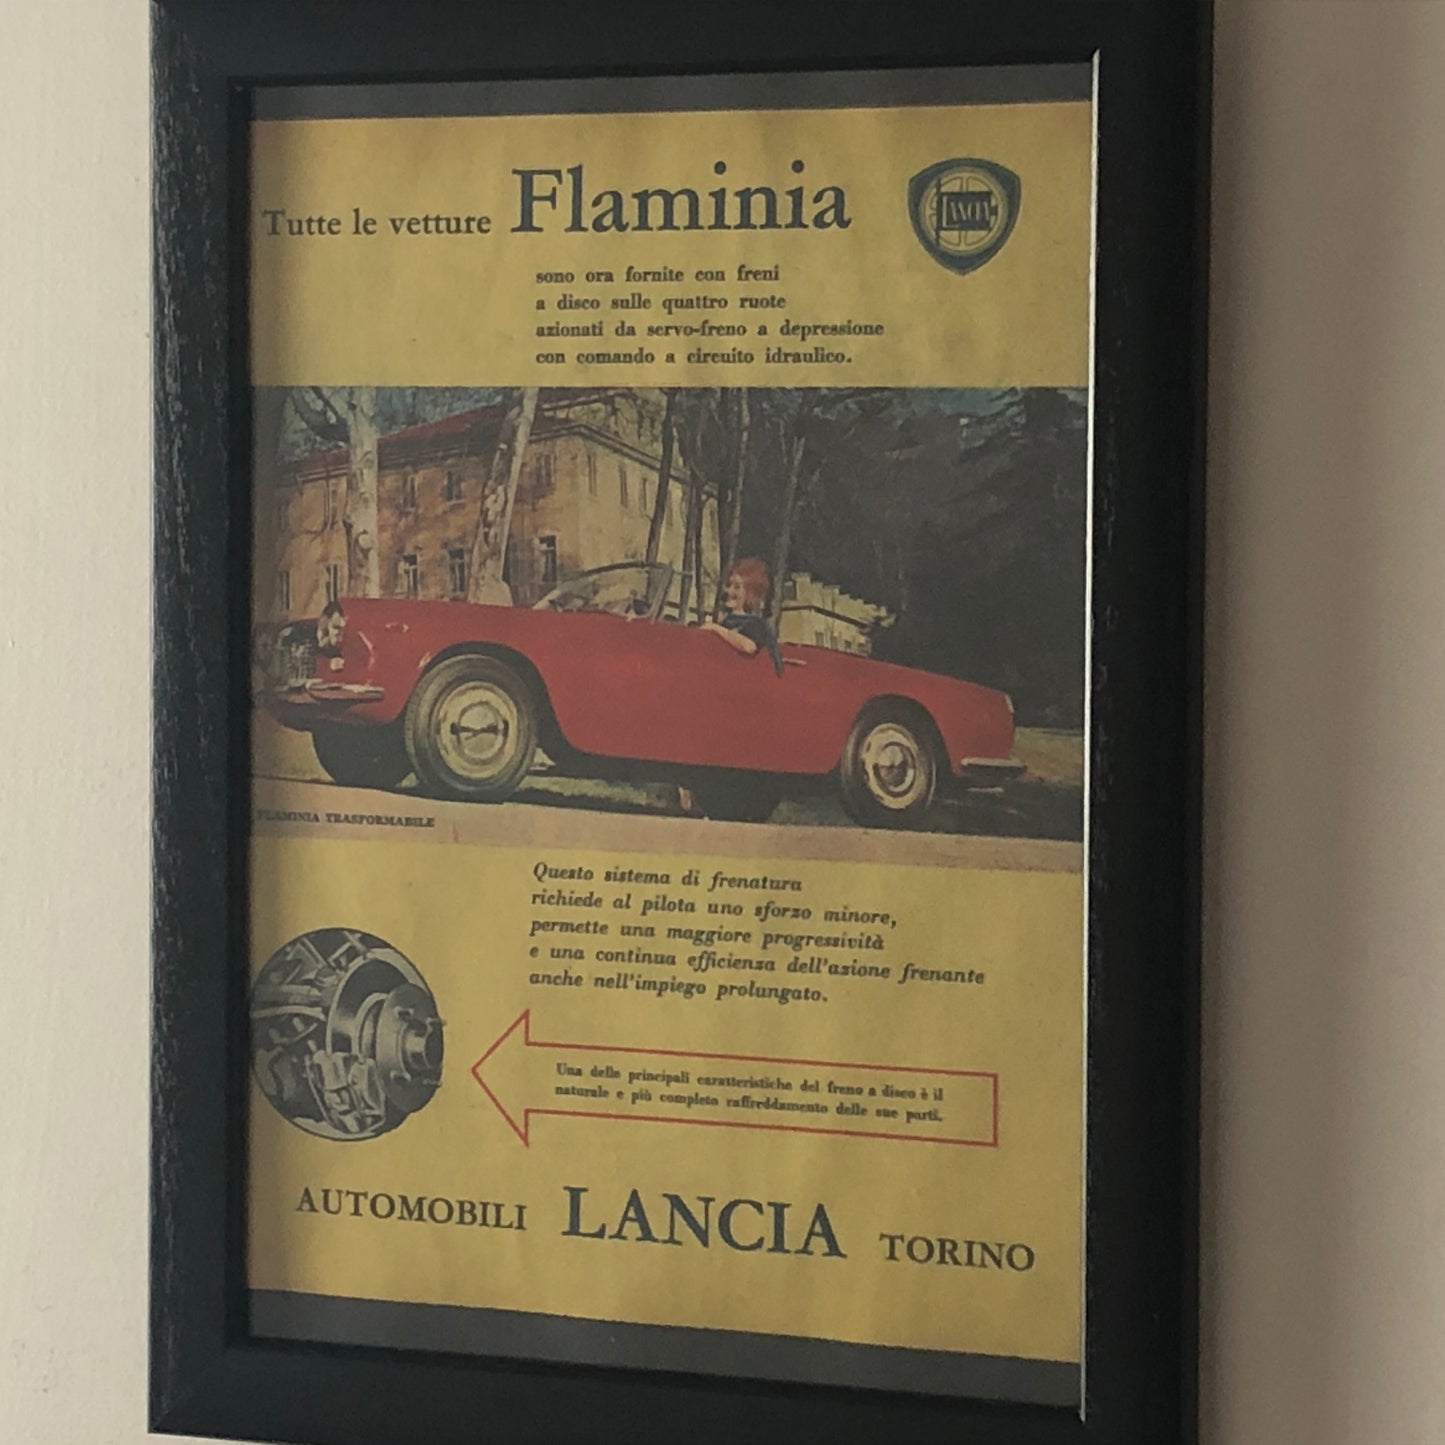 Tutte le vetture Flaminia
LANCIA
sono ora fornite con freni
a disco sulle quattro ruote
azionati da servo-freno a depressione
con comando a circuito idraulico.
FLAMINIA TRASFORMABILE
Questo sistema di frenatura
richiede al pilota uno sforzo minore,
permette una maggiore progressività
e una continua efficienza dell'azione frenante
anche nell'impiego prolungato.
Una delle principali caratteristiche del freno a disco è il
naturale e più completo raffreddamento delle sue parti.
AUTOMOBILI LANCIA TORINO